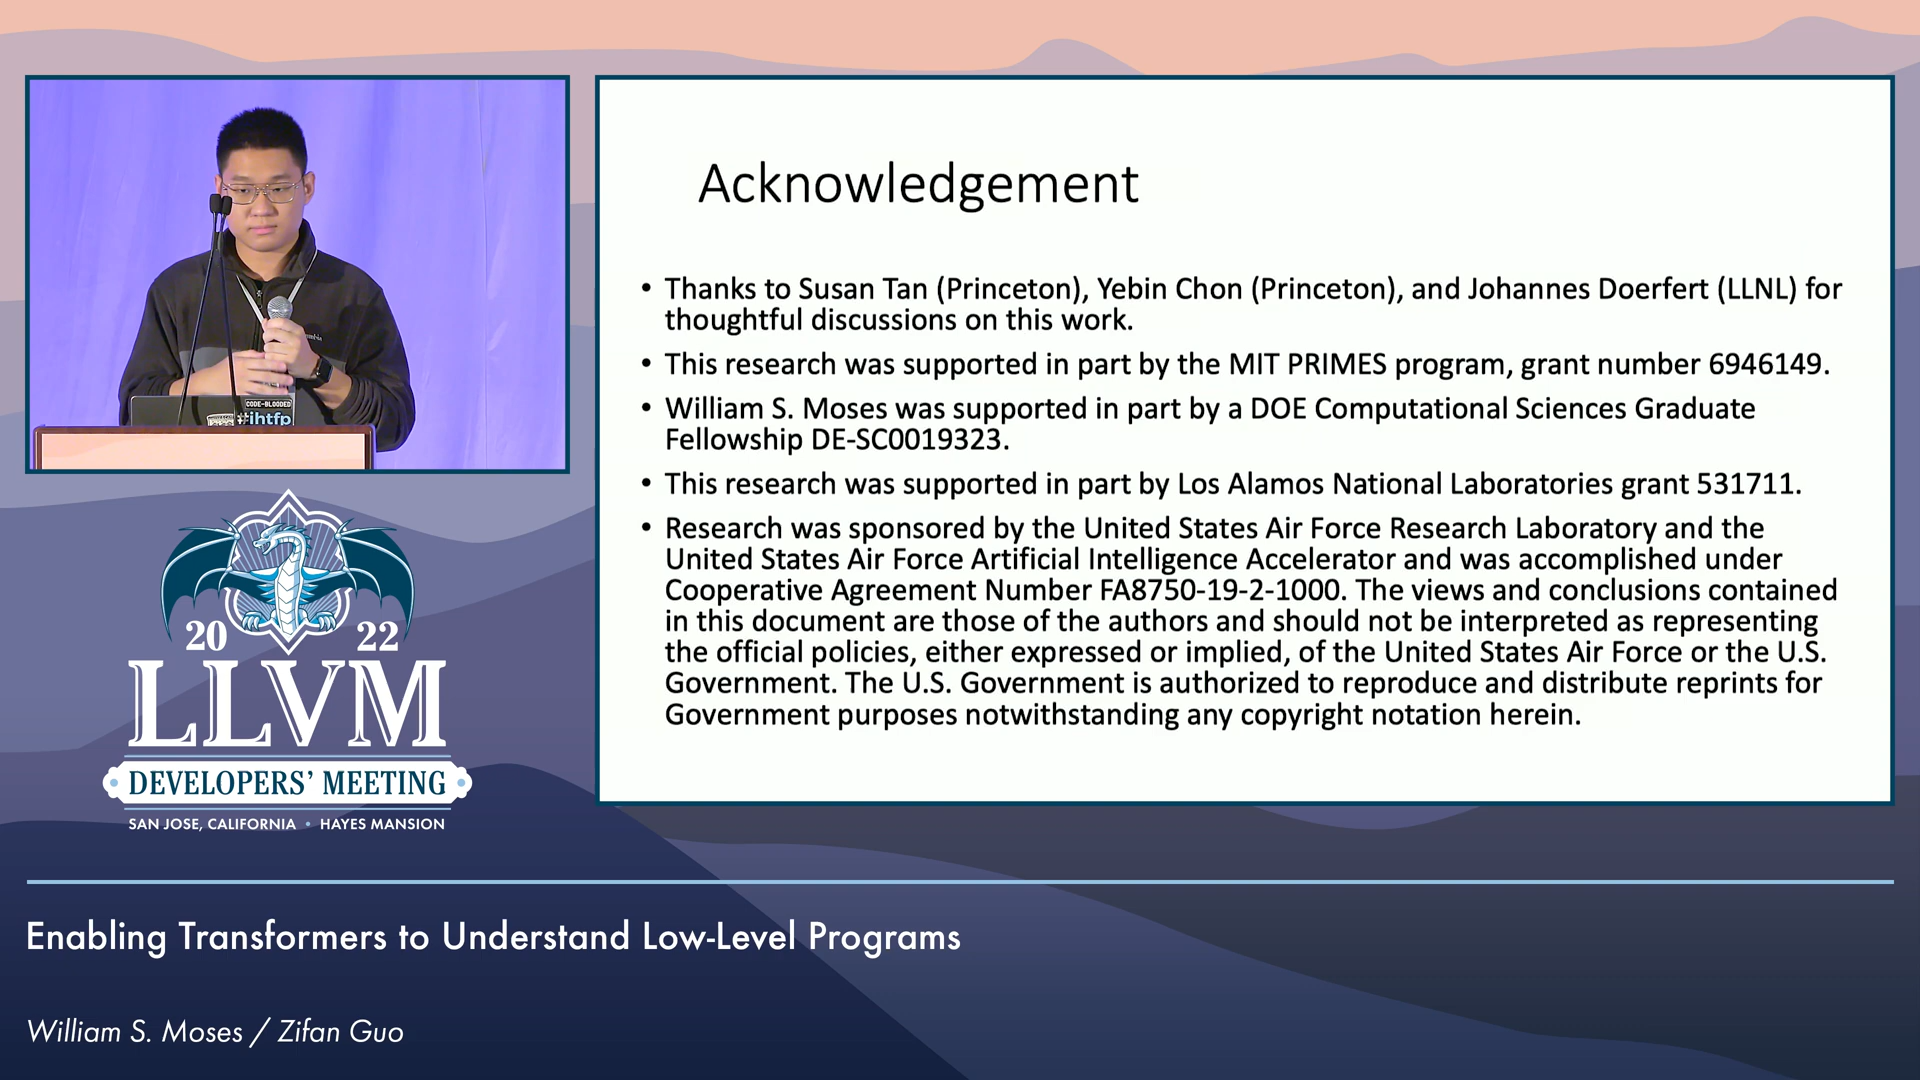 Acknowledgement
• Thanks to Susan Tan (Princeton), Yebin Chon (Princeton), and Johannes Doerfert (LLNL) for
thoughtful discussions on this work.
• This research was supported in part by the MIT PRIMES program, grant number 6946149.
• William S. Moses was supported in part by a DOE Computational Sciences Graduate
Fellowship DE-SC0019323.
• This research was supported in part by Los Alamos National Laboratories grant 531711.
• Research was sponsored by the United States Air Force Research Laboratory and the
United States Air Force Artificial Intelligence Accelerator and was accomplished under
Cooperative Agreement Number FA8750-19-2-1000. The views and conclusions contained
in this document are those of the authors and should not be interpreted as representing
the official policies, either expressed or implied, of the United States Air Force or the U.S.
Government. The U.S. Government is authorized to reproduce and distribute reprints for
Government purposes notwithstanding any copyright notation herein.
CODE-BLOODED
#ihtfp
20 22
LLVM
DEVELOPERS' MEETING
SAN JOSE, CALIFORNIA • HAYES MANSION
Enabling Transformers to Understand Low-Level Programs
William S. Moses / Zifan Guo